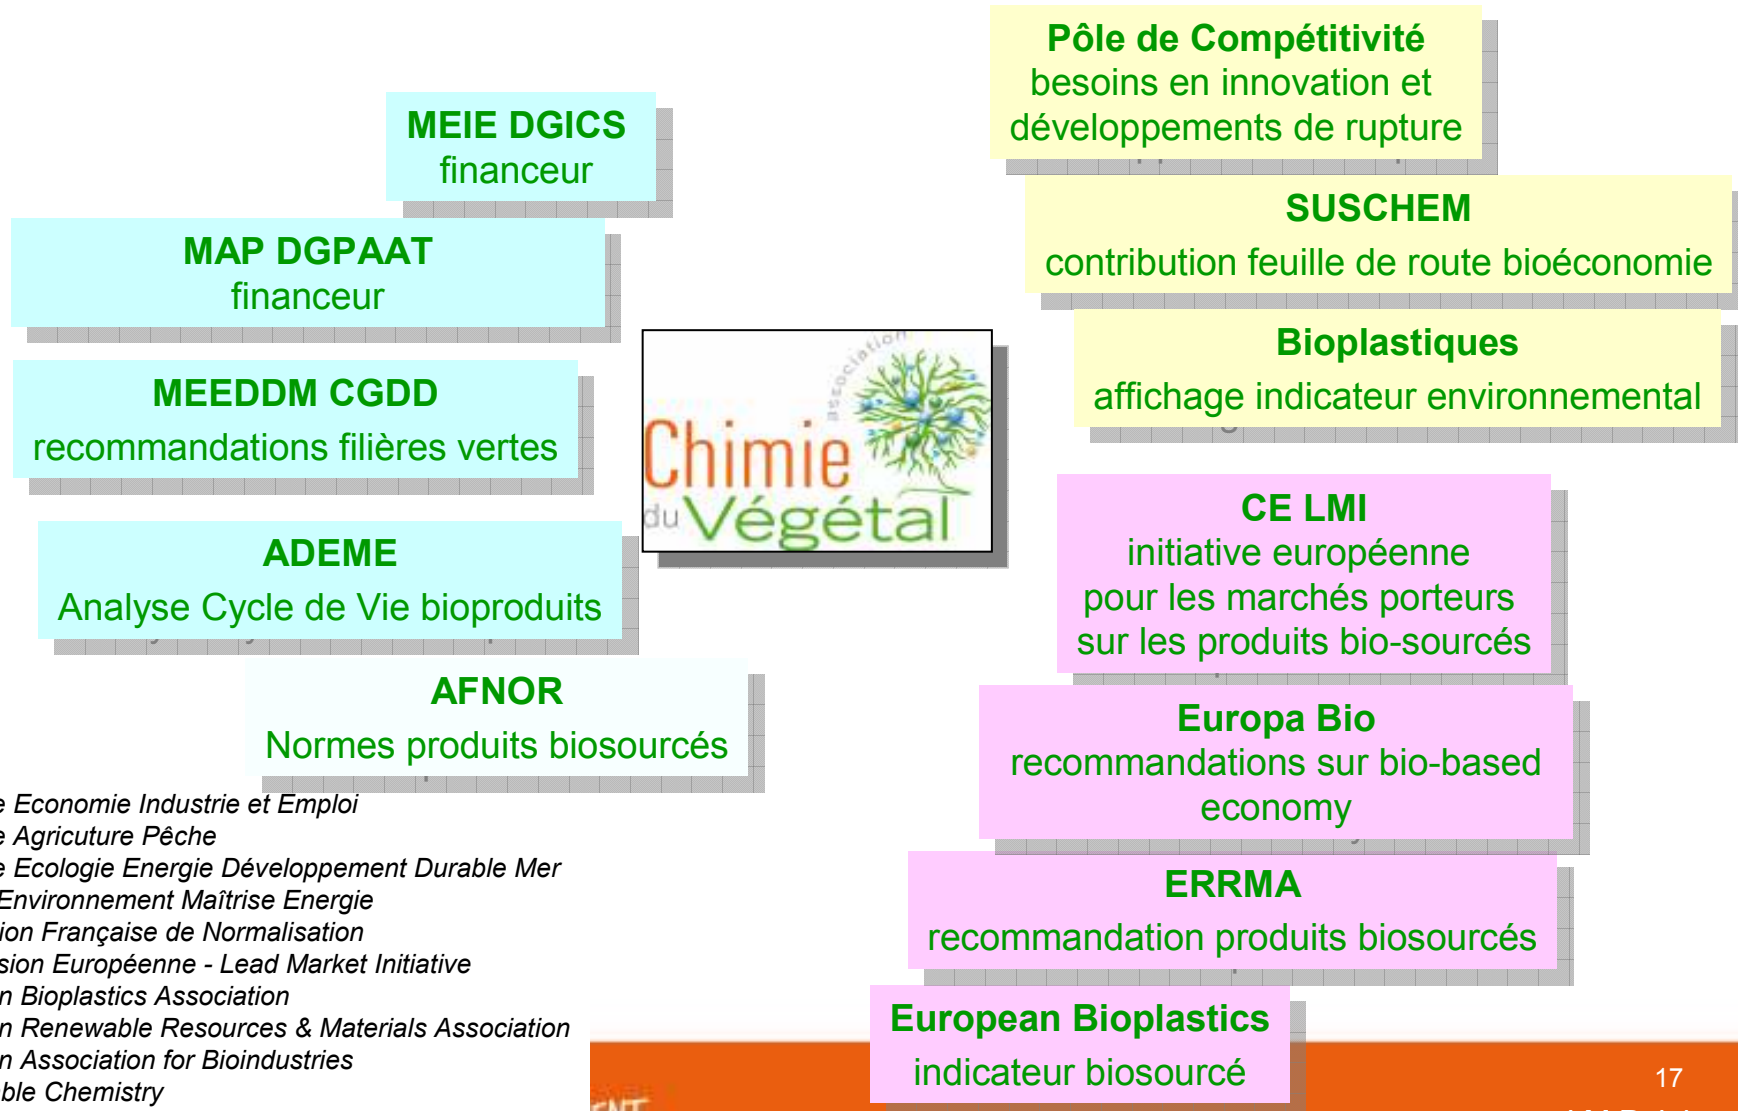 Pôle de Compétitivité
besoins en innovation et
développements de rupture
MEIE DGICS
financeur
SUSCHEM
contribution feuille de route bioéconomie
MAP DGPAAT
financeur
Bioplastiques
affichage indicateur environnemental
MEEDDM CGDD
recommandations filières vertes
association
Chimie
du Végétal
CE LMI
initiative européenne
pour les marchés porteurs
sur les produits bio-sourcés
ADEME
Analyse Cycle de Vie bioproduits
AFNOR
Normes produits biosourcés
Europa Bio
recommandations sur bio-based
economy
ERRMA
recommandation produits biosourcés
European Bioplastics
indicateur biosourcé
e Economie Industrie et Emploi
e Agricuture Pêche
e Ecologie Energie Développement Durable Mer
Environnement Maîtrise Energie
ion Française de Normalisation
sion Européenne - Lead Market Initiative
n Bioplastics Association
n Renewable Resources & Materials Association
n Association for Bioindustries
ble Chemistry
17